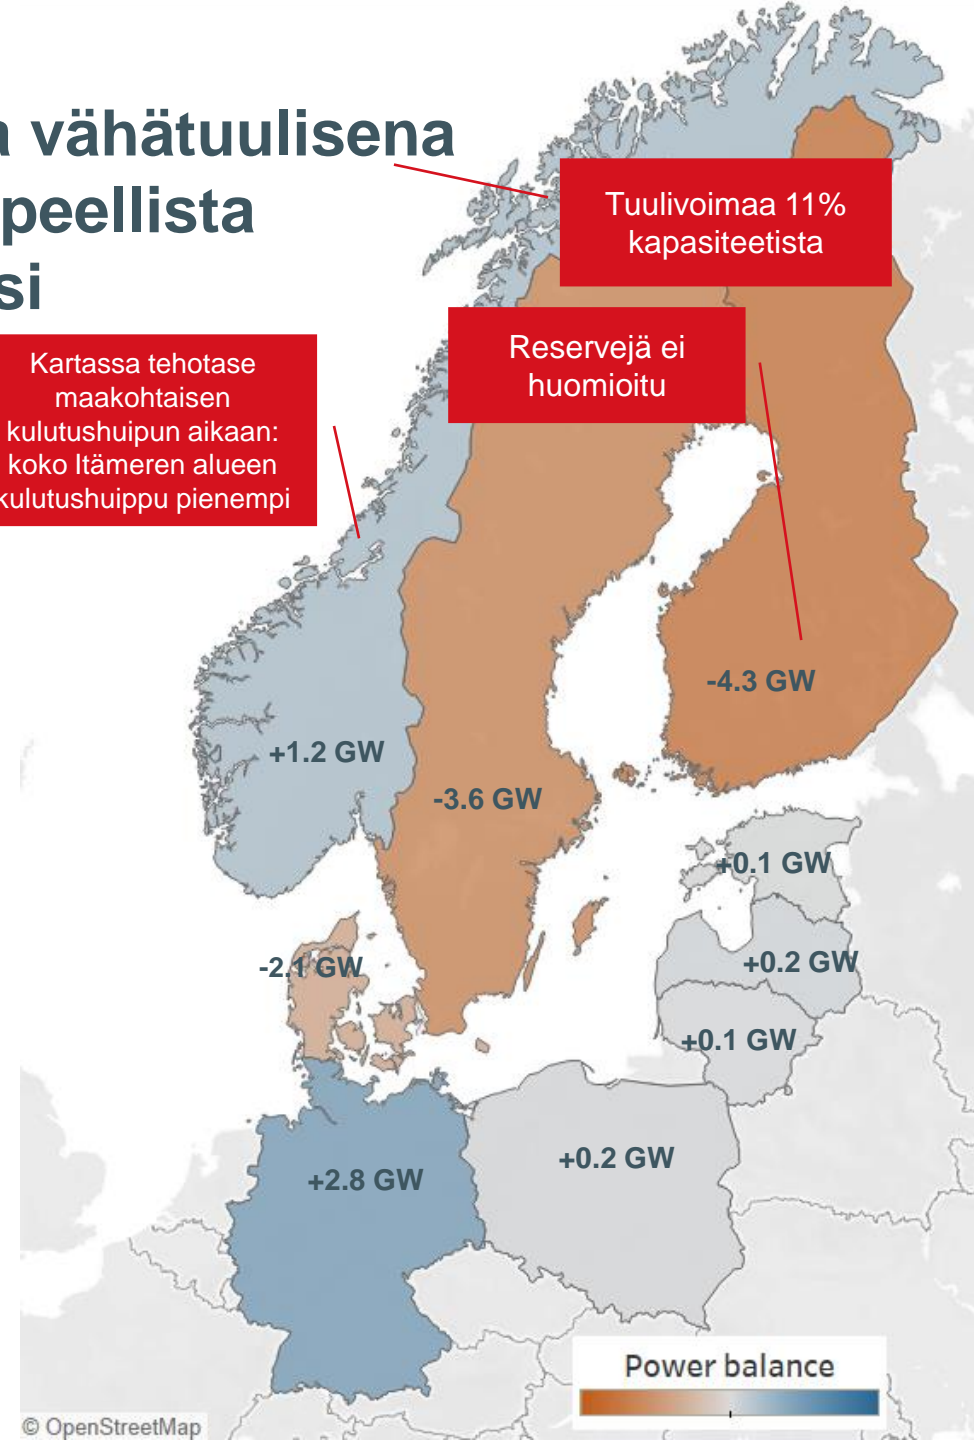 a vähätuulisena
peellista
si
Tuulivoimaa 11%
kapasiteetista
Reservejä ei
huomioitu
Kartassa tehotase
maakohtaisen
kulutushuipun aikaan:
koko Itämeren alueen
kulutushuippu pienempi
-4.3 GW
+1.2 GW
-3.6 GW
+0.1 GW
-2.1 GW
+0.2 GW
+0.1 GW
+0.2 GW
+2.8 GW
Power balance
© OpenStreetMap